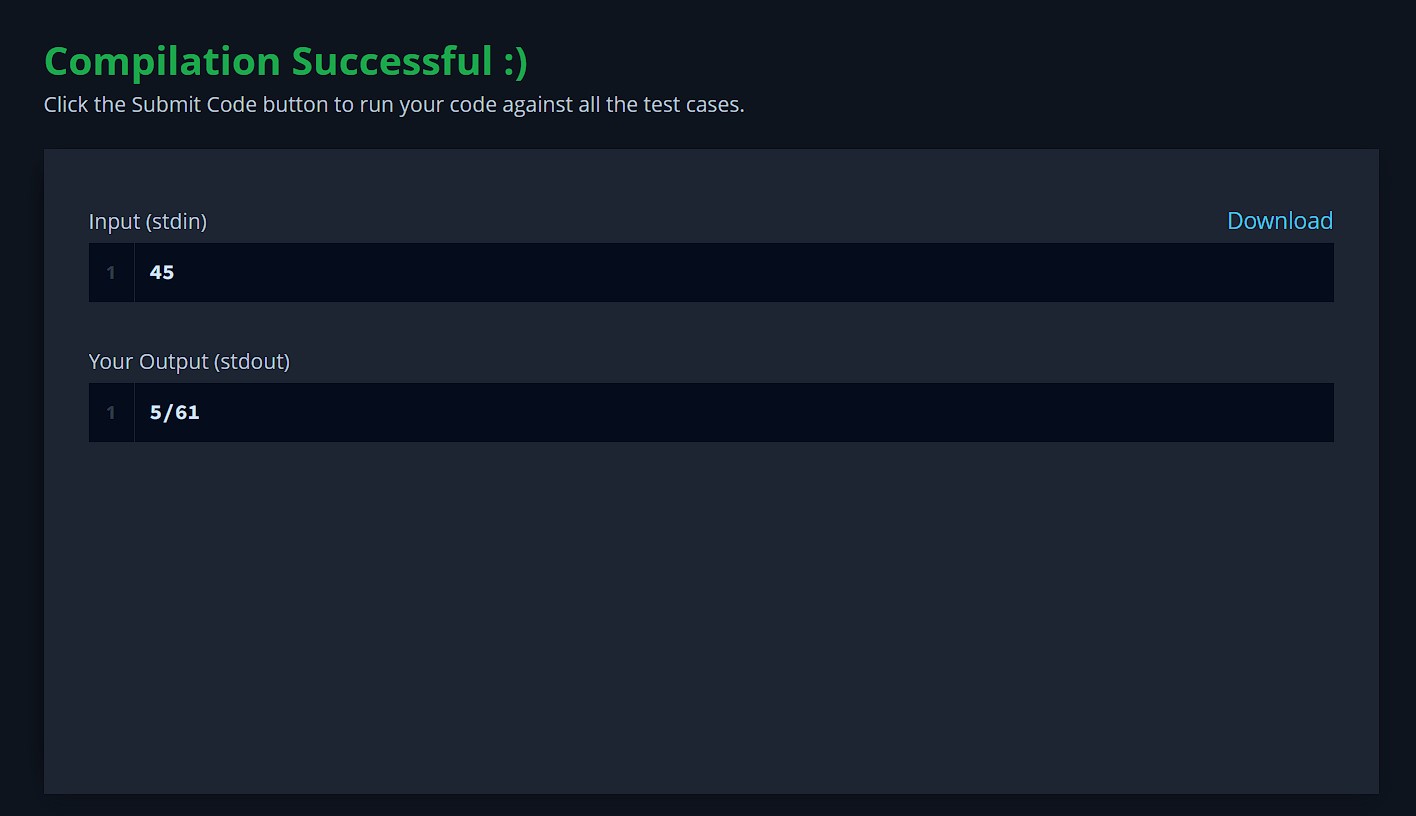 Compilation Successful :)
Click the Submit Code button to run your code against all the test cases.
Input (stdin)
Download
1 45
Your Output (stdout)
1 5/61